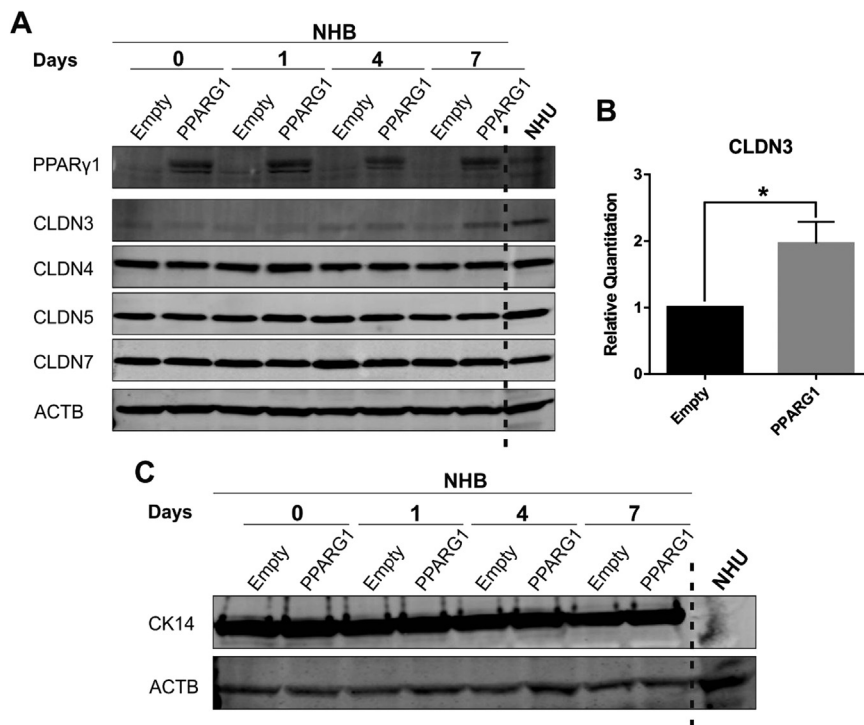 A
NHB
Days 0 1 4 7
Empty PPARG1 Empty PPARG1 Empty PPARG1 Empty PPARG1 NHU
PPARγ1
CLDN3
CLDN4
CLDN5
CLDN7
ACTB
B
CLDN3
*
Relative Quantitation
3
2
1
0
Empty PPARG1
C
NHB
Days 0 1 4 7
Empty PPARG1 Empty PPARG1 Empty PPARG1 Empty PPARG1 NHU
CK14
ACTB